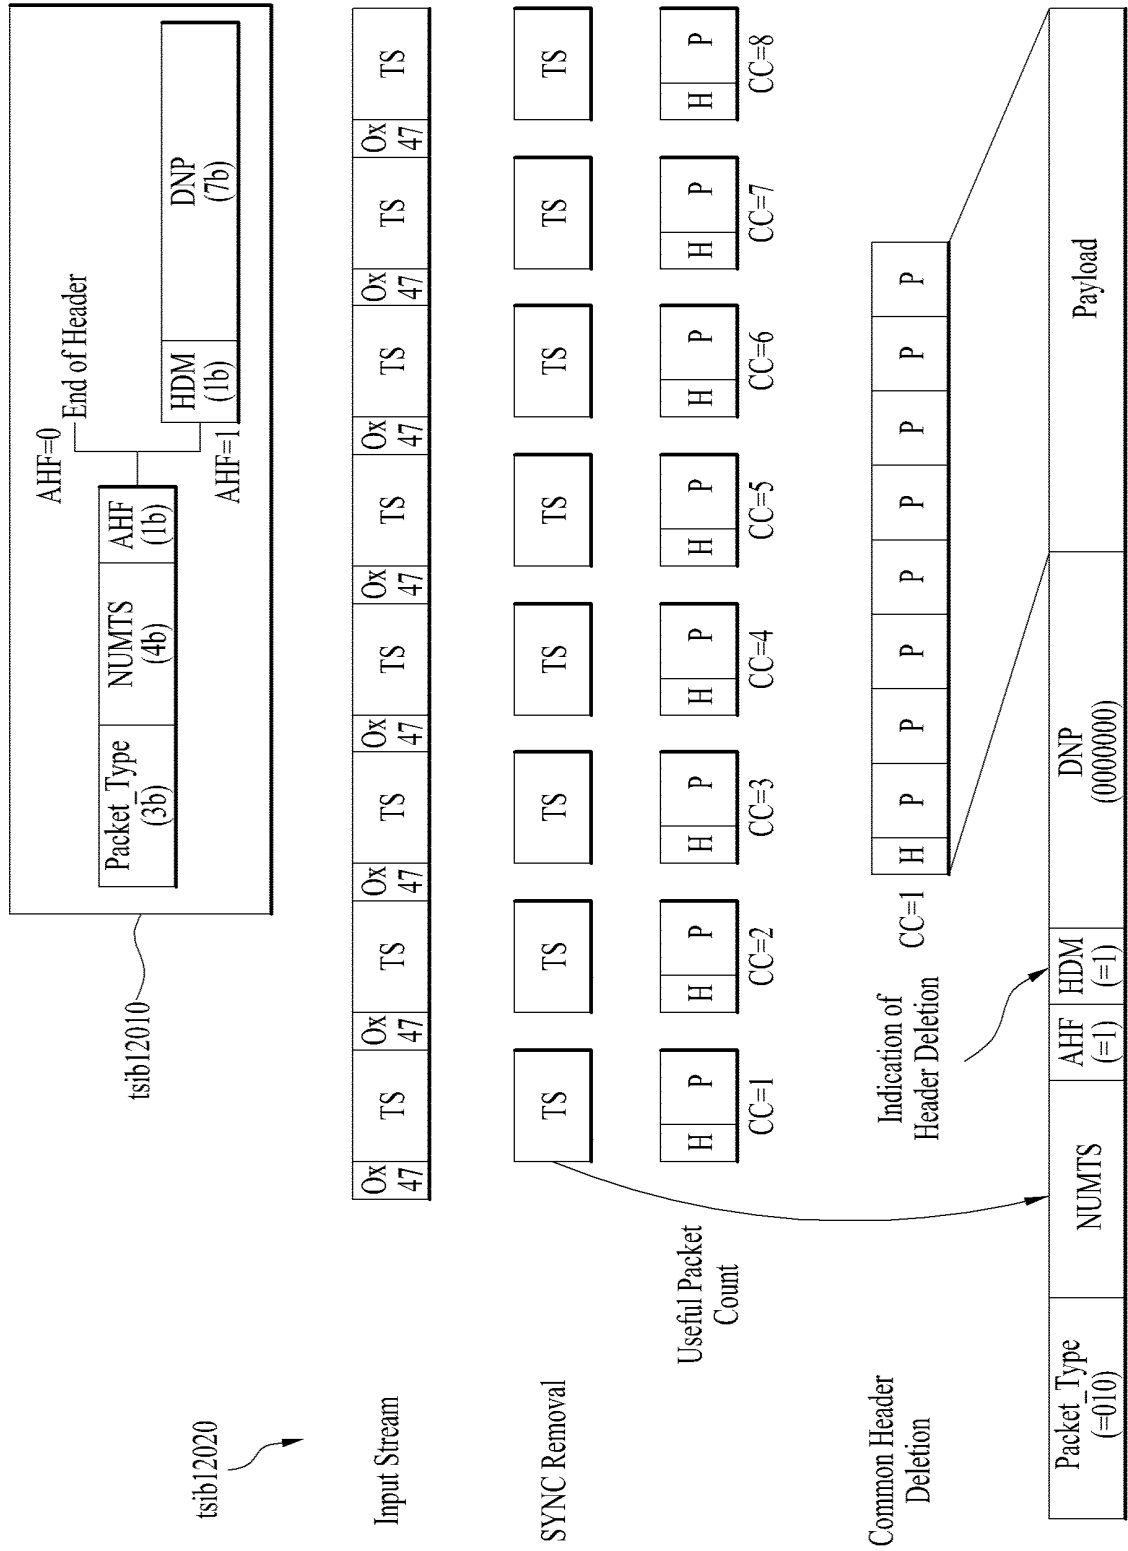 AHF=0
End of Header
tsib12010
Packet_Type
(3b)
NUMTS
(4b)
AHF
(1b)
HDM
(1b)
DNP
(7b)
AHF=1
tsib12020
Input Stream
Ox
47
TS
Ox
47
TS
Ox
47
TS
Ox
47
TS
Ox
47
TS
Ox
47
TS
Ox
47
TS
Ox
47
TS
SYNC Removal
TS
TS
TS
TS
TS
TS
TS
TS
Useful Packet
Count
H P
H P
H P
H P
H P
H P
H P
H P
CC=1
CC=2
CC=3
CC=4
CC=5
CC=6
CC=7
CC=8
Common Header
Deletion
Indication of
Header Deletion
H P P P P P P P P
CC=1
Packet_Type
(=010)
NUMTS
AHF
(=1)
HDM
(=1)
DNP
(0000000)
Payload